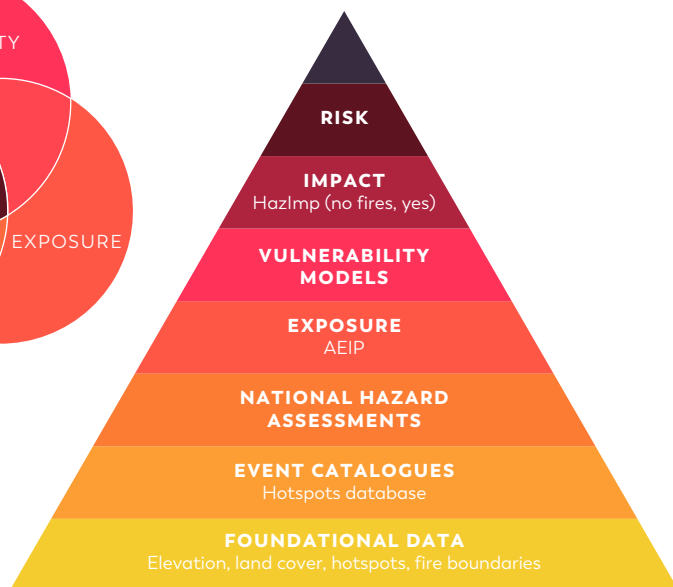 TY
EXPOSURE
RISK
IMPACT
HazImp (no fires, yes)
VULNERABILITY
MODELS
EXPOSURE
AEIP
NATIONAL HAZARD
ASSESSMENTS
EVENT CATALOGUES
Hotspots database
FOUNDATIONAL DATA
Elevation, land cover, hotspots, fire boundaries